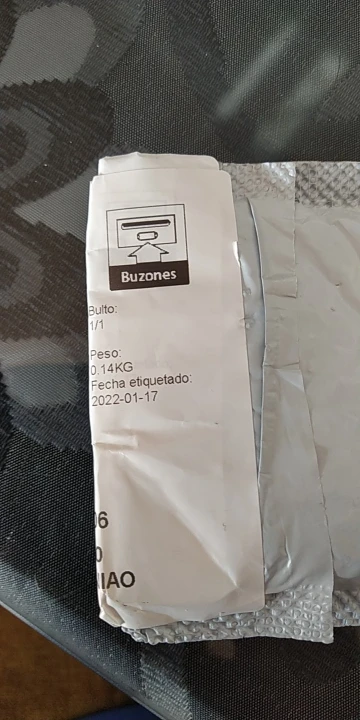 Buzones
Bulto:
1/1
Peso:
0.14KG
Fecha etiquetado:
2022-01-17
6
0
IAO